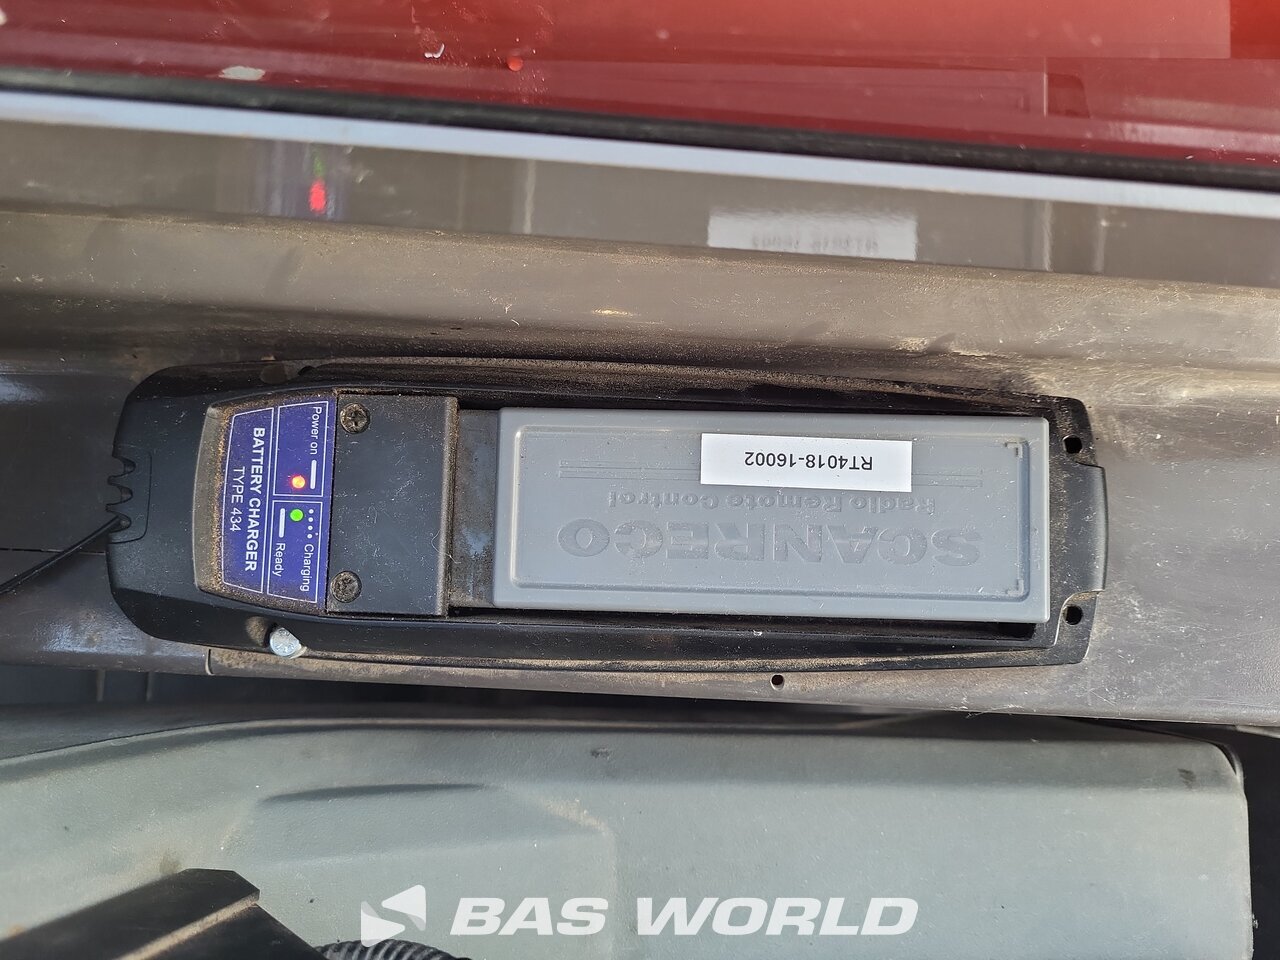 Power on
Charging
Ready
BATTERY CHARGER
TYPE 434
RT4018-16002
SCANRECO
Radio Remote Control
BAS WORLD